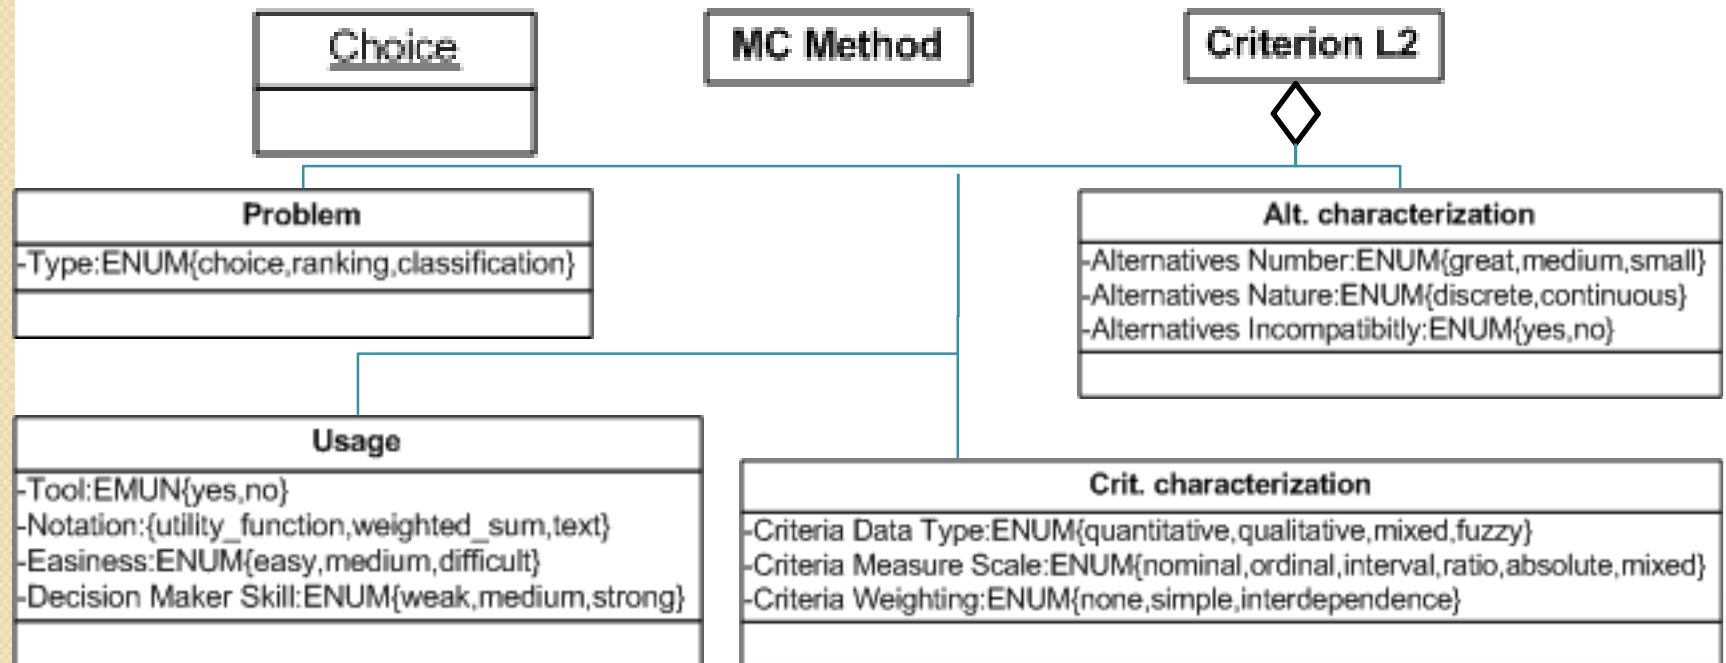 Choice
MC Method
Criterion L2
Problem
-Type:ENUM{choice,ranking,classification}
Alt. characterization
-Alternatives Number:ENUM{great,medium,small}
-Alternatives Nature:ENUM{discrete,continuous}
-Alternatives Incompatibitly:ENUM{yes,no}
Usage
-Tool:EMUN{yes,no}
-Notation:{utility_function,weighted_sum,text}
-Easiness:ENUM{easy,medium,difficult}
-Decision Maker Skill:ENUM{weak,medium,strong}
Crit. characterization
-Criteria Data Type:ENUM{quantitative,qualitative,mixed,fuzzy}
-Criteria Measure Scale:ENUM{nominal,ordinal,interval,ratio,absolute,mixed}
-Criteria Weighting:ENUM{none,simple,interdependence}